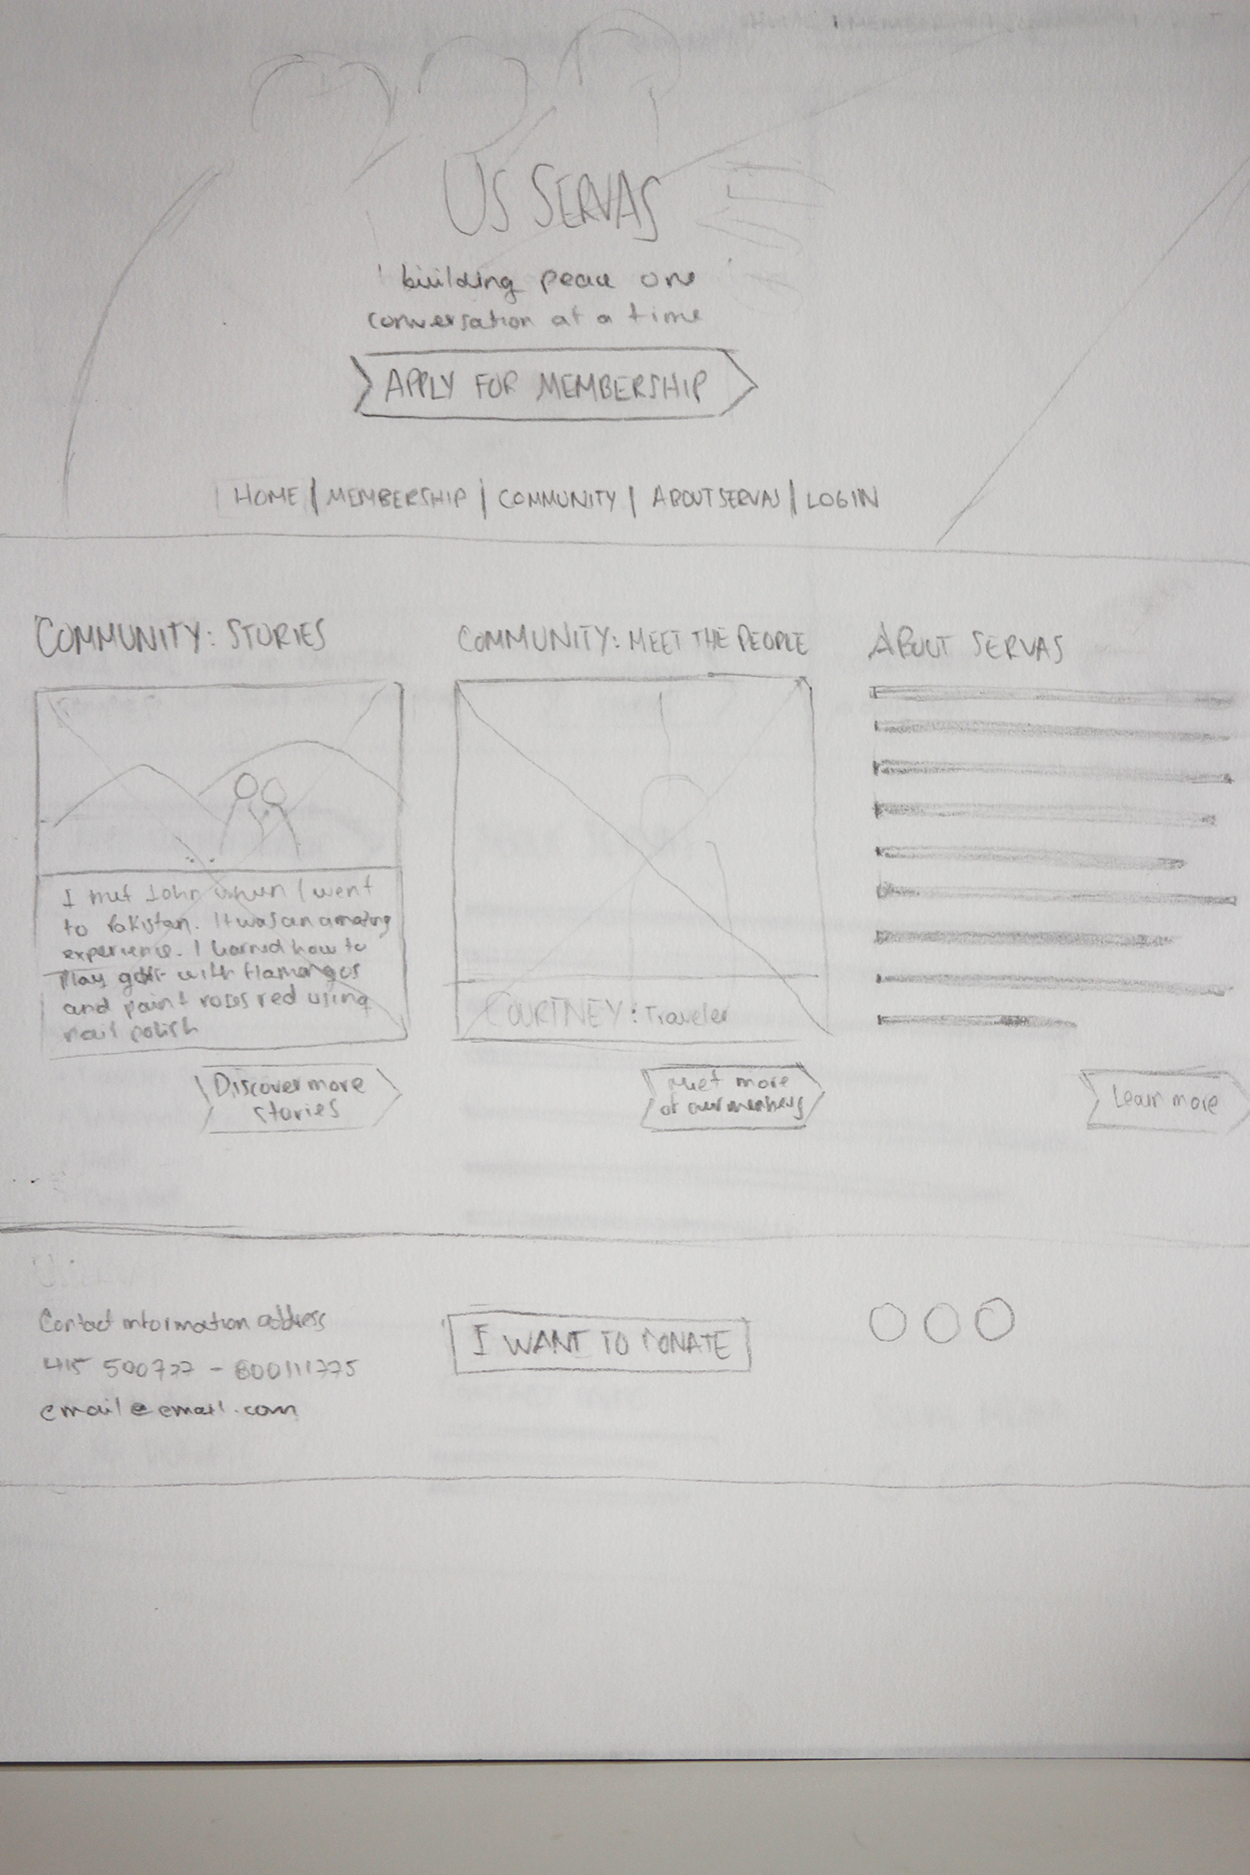 US SERVAS
' building peace one '
conversation at a time
APPLY FOR MEMBERSHIP
HOME | MEMBERSHIP | COMMUNITY | ABOUT SERVAS | LOGIN
COMMUNITY: STORIES
I met John when I went
to Pakistan. It was an amazing
experience. I learned how to
Play golf with flamengos
and paint roses red using
nail polish
Discover more
stories
COMMUNITY: MEET THE PEOPLE
COURTNEY: Traveler
Meet more
of our members
ABOUT SERVAS
Learn more
Contact information address
415 500727 - 800111775
email@email.com
I WANT TO DONATE